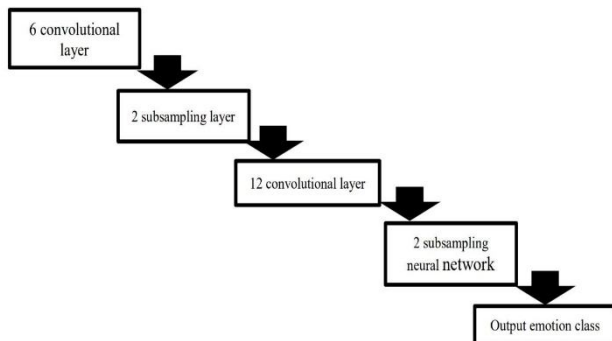 6 convolutional
layer
2 subsampling layer
12 convolutional layer
2 subsampling
neural network
Output emotion class